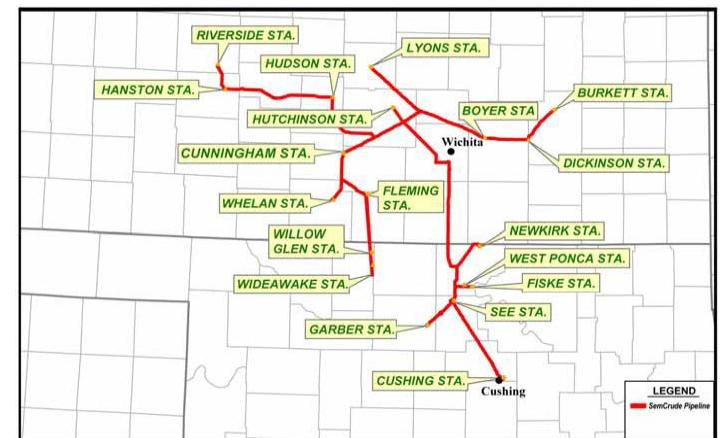 RIVERSIDE STA.
LYONS STA.
HUDSON STA.
HANSTON STA.
BURKETT STA.
BOYER STA
HUTCHINSON STA.
Wichita
CUNNINGHAM STA.
DICKINSON STA.
FLEMING
STA.
WHELAN STA.
WILLOW
GLEN STA.
NEWKIRK STA.
WEST PONCA STA.
WIDEAWAKE STA.
FISKE STA.
SEE STA.
GARBER STA.
CUSHING STA.
Cushing
LEGEND
SemCrude Pipeline